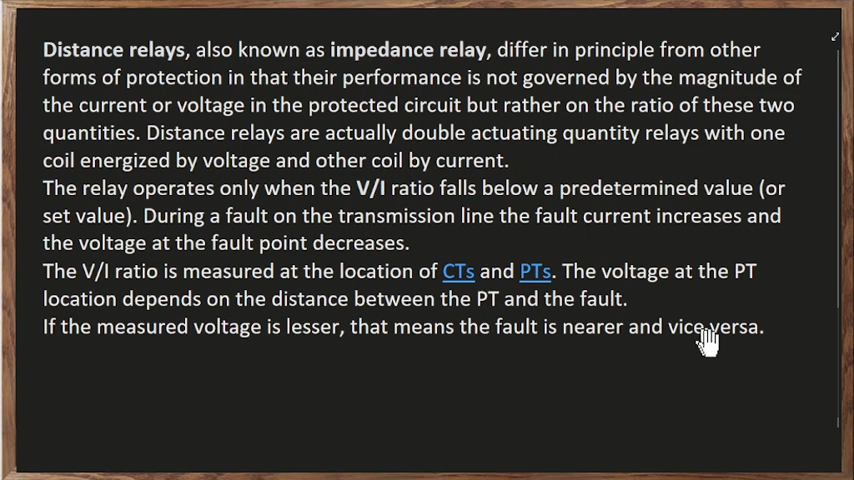 Distance relays, also known as impedance relay, differ in principle from other
forms of protection in that their performance is not governed by the magnitude of
the current or voltage in the protected circuit but rather on the ratio of these two
quantities. Distance relays are actually double actuating quantity relays with one
coil energized by voltage and other coil by current.
The relay operates only when the V/I ratio falls below a predetermined value (or
set value). During a fault on the transmission line the fault current increases and
the voltage at the fault point decreases.
The V/I ratio is measured at the location of CTs and PTs. The voltage at the PT
location depends on the distance between the PT and the fault.
If the measured voltage is lesser, that means the fault is nearer and vice versa.